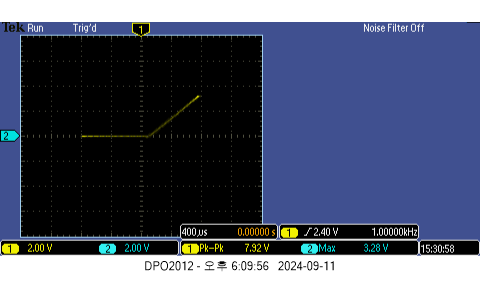 Tek Run Trig'd 1 Noise Filter Off
2
400µs 0.00000 s 1 2.40 V 1.00000kHz
1 2.00 V 2 2.00 V 1 Pk-Pk 7.92 V 2 Max 3.28 V 15:30:58
DPO2012 - 오후 6:09:56 2024-09-11